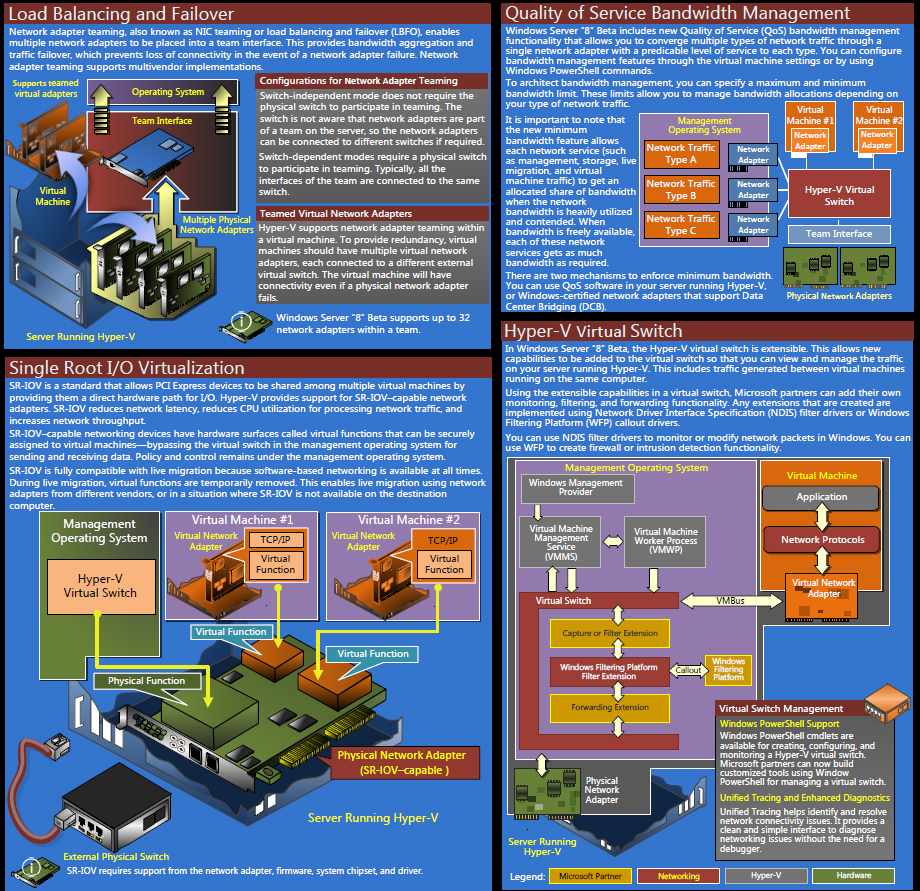 Load Balancing and Failover
Network adapter teaming, also known as NIC teaming or load balancing and failover (LBFO), enables
multiple network adapters to be placed into a team interface. This provides bandwidth aggregation and
traffic failover, which prevents loss of connectivity in the event of a network adapter failure. Network
adapter teaming supports multivendor implementations.
Supports teamed
virtual adapters
Operating System
Team Interface
Virtual
Machine
Multiple Physical
Network Adapters
Server Running Hyper-V
Configurations for Network Adapter Teaming
Switch-independent mode does not require the
physical switch to participate in teaming. The
switch is not aware that network adapters are part
of a team on the server, so the network adapters
can be connected to different switches if required.
Switch-dependent modes require a physical switch
to participate in teaming. Typically, all the
interfaces of the team are connected to the same
switch.
Teamed Virtual Network Adapters
Hyper-V supports network adapter teaming within
a virtual machine. To provide redundancy, virtual
machines should have multiple virtual network
adapters, each connected to a different external
virtual switch. The virtual machine will have
connectivity even if a physical network adapter
fails.
Windows Server "8" Beta supports up to 32
network adapters within a team.
Quality of Service Bandwidth Management
Windows Server "8" Beta includes new Quality of Service (QoS) bandwidth management
functionality that allows you to converge multiple types of network traffic through a
single network adapter with a predicable level of service to each type. You can configure
bandwidth management features through the virtual machine settings or by using
Windows PowerShell commands.
To architect bandwidth management, you can specify a maximum and minimum
bandwidth limit. These limits allow you to manage bandwidth allocations depending on
your type of network traffic.
It is important to note that
the new minimum
bandwidth feature allows
each network service (such
as management, storage, live
migration, and virtual
machine traffic) to get an
allocated share of bandwidth
when the network
bandwidth is heavily utilized
and contended. When
bandwidth is freely available,
each of these network
services gets as much
bandwidth as required.
There are two mechanisms to enforce minimum bandwidth.
You can use QoS software in your server running Hyper-V,
or Windows-certified network adapters that support Data
Center Bridging (DCB).
Management
Operating System
Network Traffic
Type A
Network
Adapter
Network Traffic
Type B
Network
Adapter
Network Traffic
Type C
Network
Adapter
Virtual
Machine #1
Network
Adapter
Virtual
Machine #2
Network
Adapter
Hyper-V Virtual
Switch
Team Interface
Physical Network Adapters
Single Root I/O Virtualization
SR-IOV is a standard that allows PCI Express devices to be shared among multiple virtual machines by
providing them a direct hardware path for I/O. Hyper-V provides support for SR-IOV–capable network
adapters. SR-IOV reduces network latency, reduces CPU utilization for processing network traffic, and
increases network throughput.
SR-IOV–capable networking devices have hardware surfaces called virtual functions that can be securely
assigned to virtual machines—bypassing the virtual switch in the management operating system for
sending and receiving data. Policy and control remains under the management operating system.
SR-IOV is fully compatible with live migration because software-based networking is available at all times.
During live migration, virtual functions are temporarily removed. This enables live migration using network
adapters from different vendors, or in a situation where SR-IOV is not available on the destination
computer.
Management
Operating System
Hyper-V
Virtual Switch
Virtual Machine #1
Virtual Network
Adapter
TCP/IP
Virtual
Function
Virtual Machine #2
Virtual Network
Adapter
TCP/IP
Virtual
Function
Virtual Function
Virtual Function
Physical Function
Physical Network Adapter
(SR-IOV–capable )
Server Running Hyper-V
External Physical Switch
SR-IOV requires support from the network adapter, firmware, system chipset, and driver.
Hyper-V Virtual Switch
In Windows Server "8" Beta, the Hyper-V virtual switch is extensible. This allows new
capabilities to be added to the virtual switch so that you can view and manage the traffic
on your server running Hyper-V. This includes traffic generated between virtual machines
running on the same computer.
Using the extensible capabilities in a virtual switch, Microsoft partners can add their own
monitoring, filtering, and forwarding functionality. Any extensions that are created are
implemented using Network Driver Interface Specification (NDIS) filter drivers or Windows
Filtering Platform (WFP) callout drivers.
You can use NDIS filter drivers to monitor or modify network packets in Windows. You can
use WFP to create firewall or intrusion detection functionality.
Management Operating System
Windows Management
Provider
Virtual Machine
Management
Service
(VMMS)
Virtual Machine
Worker Process
(VMWP)
Virtual Machine
Application
Network Protocols
Virtual Network
Adapter
VMBus
Virtual Switch
Capture or Filter Extension
Windows Filtering Platform
Filter Extension
Callout
Windows
Filtering
Platform
Forwarding Extension
Physical
Network
Adapter
Server Running
Hyper-V
Virtual Switch Management
Windows PowerShell Support
Windows PowerShell cmdlets are
available for creating, configuring, and
monitoring a Hyper-V virtual switch.
Microsoft partners can now build
customized tools using Window
PowerShell for managing a virtual switch.
Unified Tracing and Enhanced Diagnostics
Unified Tracing helps identify and resolve
network connectivity issues. It provides a
clean and simple interface to diagnose
networking issues without the need for a
debugger.
Legend:
Microsoft Partner
Networking
Hyper-V
Hardware